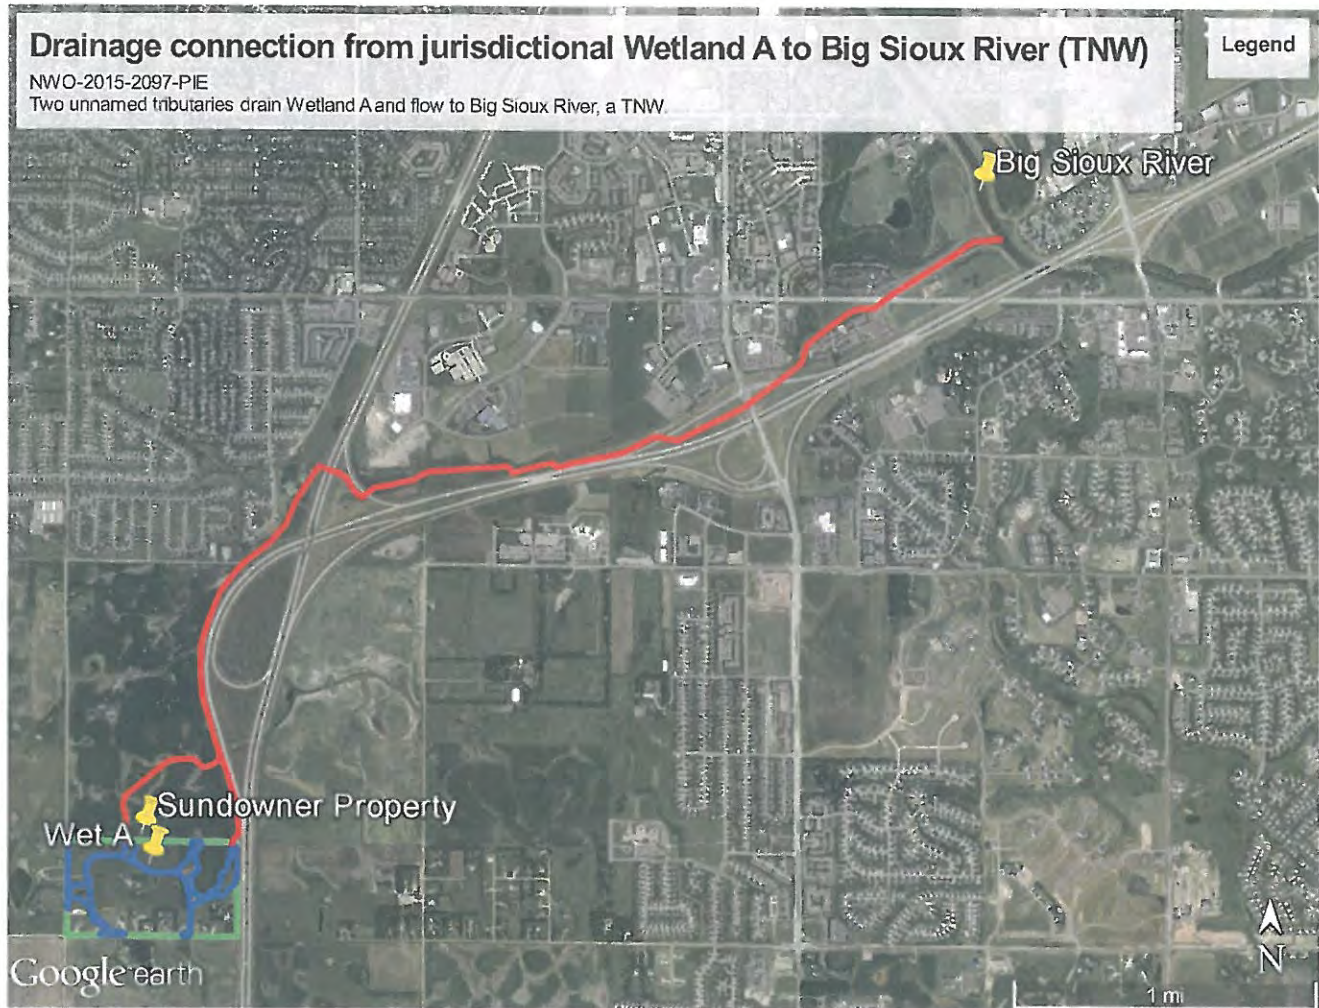 Drainage connection from jurisdictional Wetland A to Big Sioux River (TNW)
Legend
NWO-2015-2097-PIE
Two unnamed tributaries drain Wetland A and flow to Big Sioux River, a TNW.
Big Sioux River
Sundowner Property
Wet A
N
Google earth
1 mi